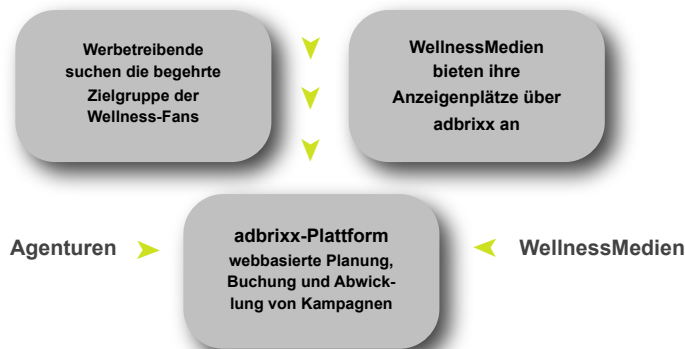 Werbetreibende
suchen die begehrte
Zielgruppe der
Wellness-Fans
WellnessMedien
bieten ihre
Anzeigenplätze über
adbrixx an
Agenturen
adbrixx-Plattform
webbasierte Planung,
Buchung und Abwick-
lung von Kampagnen
WellnessMedien